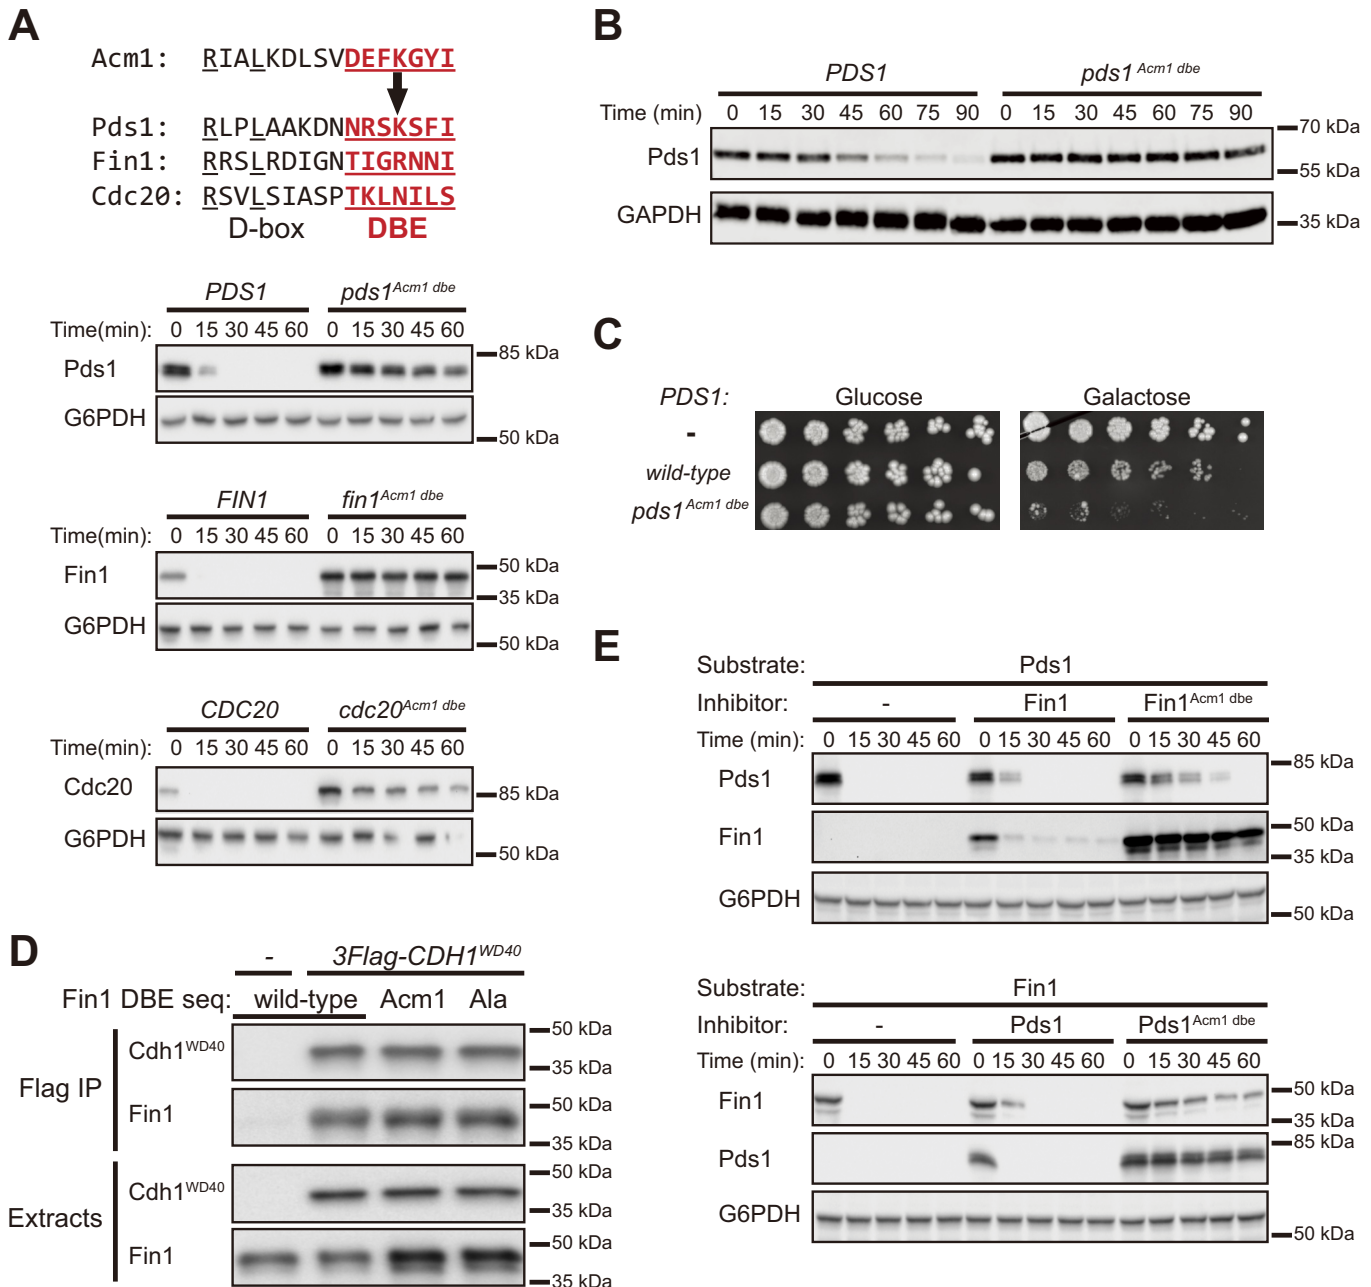 A
Acm1: RIALKDLSVDEFKGYI
Pds1: RLPLAAKDNNRSKSFI
Fin1: RRSLRDIGNTIGRNNI
Cdc20: RSVLSIASPTKLNILS
D-box DBE
PDS1 pds1Acm1 dbe
Time(min): 0 15 30 45 60 0 15 30 45 60
Pds1 85 kDa
G6PDH 50 kDa
FIN1 fin1Acm1 dbe
Time(min): 0 15 30 45 60 0 15 30 45 60
Fin1 50 kDa
35 kDa
G6PDH 50 kDa
CDC20 cdc20Acm1 dbe
Time(min): 0 15 30 45 60 0 15 30 45 60
Cdc20 85 kDa
G6PDH 50 kDa
B
PDS1 pds1Acm1 dbe
Time (min) 0 15 30 45 60 75 90 0 15 30 45 60 75 90
70 kDa
Pds1
55 kDa
GAPDH 35 kDa
C
PDS1: Glucose Galactose
-
wild-type
pds1Acm1 dbe
D
- 3Flag-CDH1WD40
Fin1 DBE seq: wild-type Acm1 Ala
Flag IP
Cdh1WD40 50 kDa
35 kDa
Fin1 50 kDa
35 kDa
Extracts
Cdh1WD40 50 kDa
35 kDa
Fin1 50 kDa
35 kDa
E
Substrate: Pds1
Inhibitor: - Fin1 Fin1Acm1 dbe
Time (min): 0 15 30 45 60 0 15 30 45 60 0 15 30 45 60
Pds1 85 kDa
Fin1 50 kDa
35 kDa
G6PDH 50 kDa
Substrate: Fin1
Inhibitor: - Pds1 Pds1Acm1 dbe
Time (min): 0 15 30 45 60 0 15 30 45 60 0 15 30 45 60
Fin1 50 kDa
35 kDa
Pds1 85 kDa
G6PDH 50 kDa